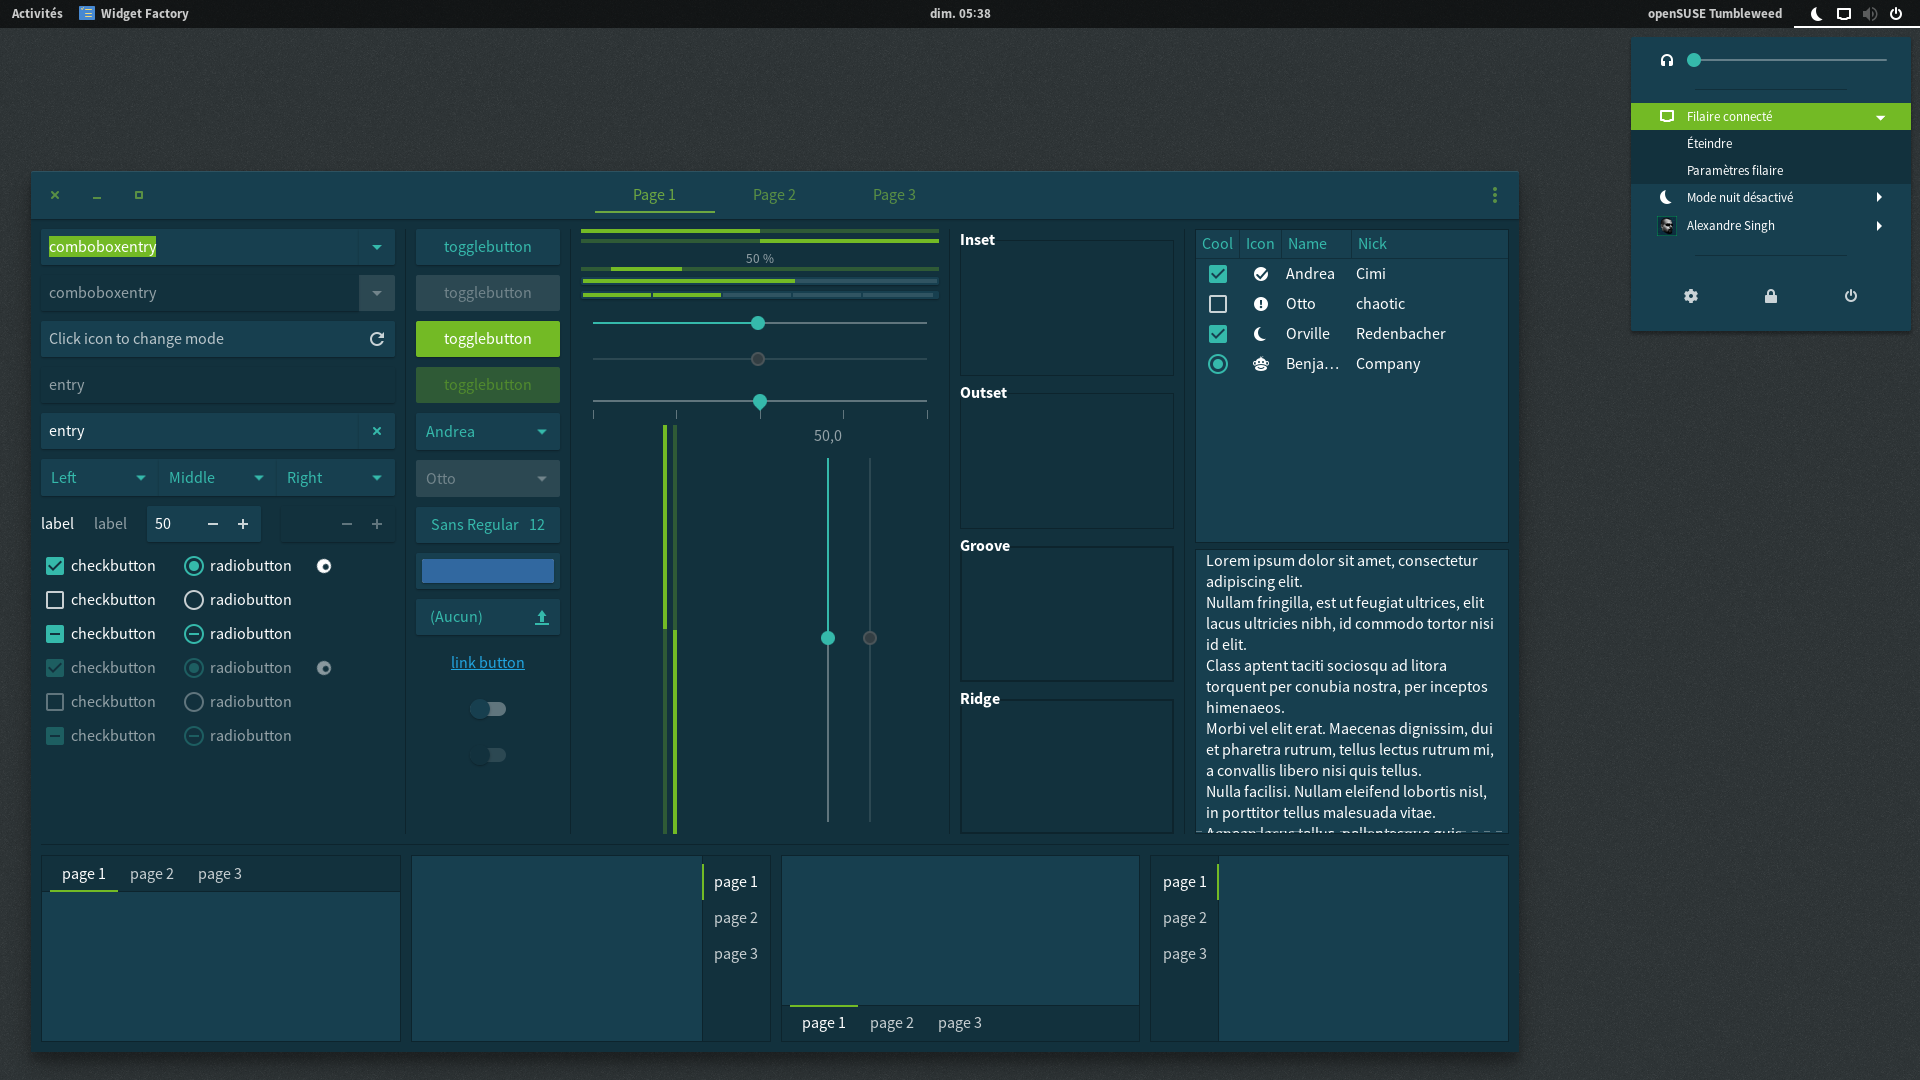 Activités
Widget Factory
dim. 05:38
openSUSE Tumbleweed
Filaire connecté
Éteindre
Paramètres filaire
Mode nuit désactivé
Alexandre Singh
Page 1
Page 2
Page 3
comboboxentry
comboboxentry
Click icon to change mode
entry
entry
Left
Middle
Right
label
label
50
checkbutton
radiobutton
checkbutton
radiobutton
checkbutton
radiobutton
checkbutton
radiobutton
checkbutton
radiobutton
checkbutton
radiobutton
togglebutton
togglebutton
togglebutton
togglebutton
Andrea
Otto
Sans Regular 12
(Aucun)
link button
50 %
50,0
Inset
Outset
Groove
Ridge
Cool Icon Name Nick
Andrea Cimi
Otto chaotic
Orville Redenbacher
Benja... Company
Lorem ipsum dolor sit amet, consectetur
adipiscing elit.
Nullam fringilla, est ut feugiat ultrices, elit
lacus ultricies nibh, id commodo tortor nisi
id elit.
Class aptent taciti sociosqu ad litora
torquent per conubia nostra, per inceptos
himenaeos.
Morbi vel elit erat. Maecenas dignissim, dui
et pharetra rutrum, tellus lectus rutrum mi,
a convallis libero nisi quis tellus.
Nulla facilisi. Nullam eleifend lobortis nisl,
in porttitor tellus malesuada vitae.
page 1
page 2
page 3
page 1
page 2
page 3
page 1
page 2
page 3
page 1
page 2
page 3